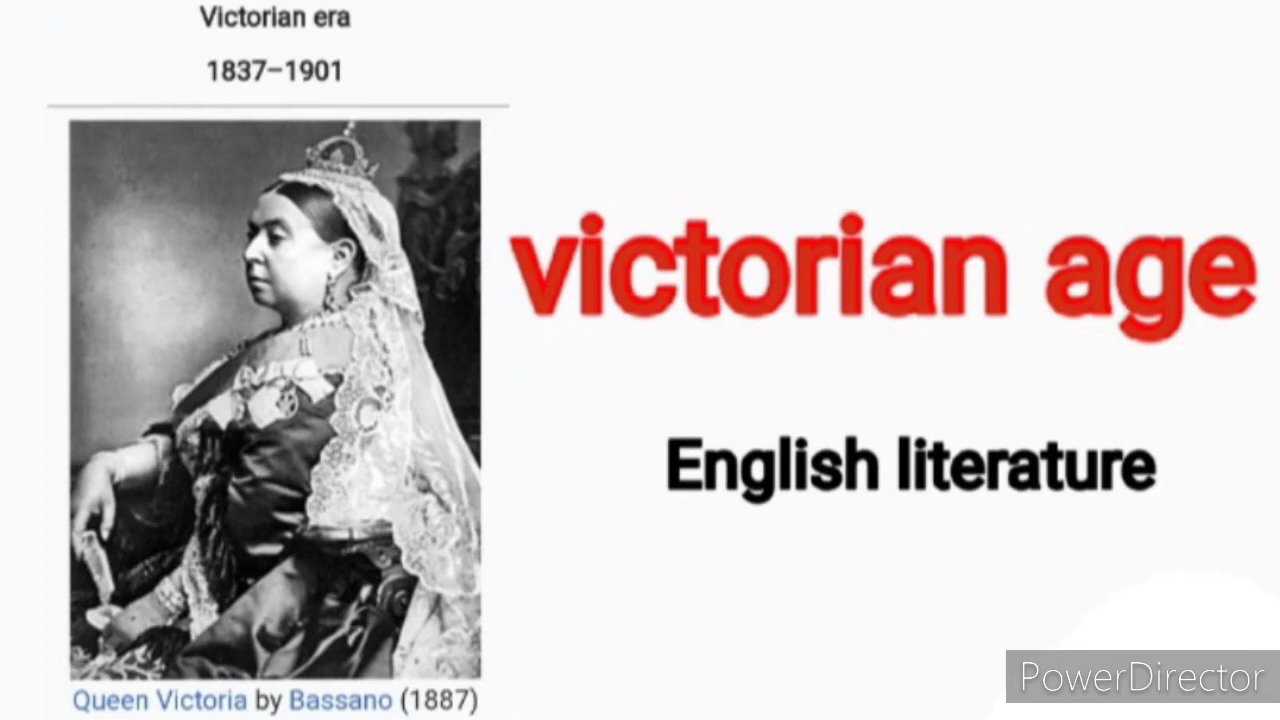 Victorian era
1837–1901
Queen Victoria by Bassano (1887)
victorian age
English literature
PowerDirector